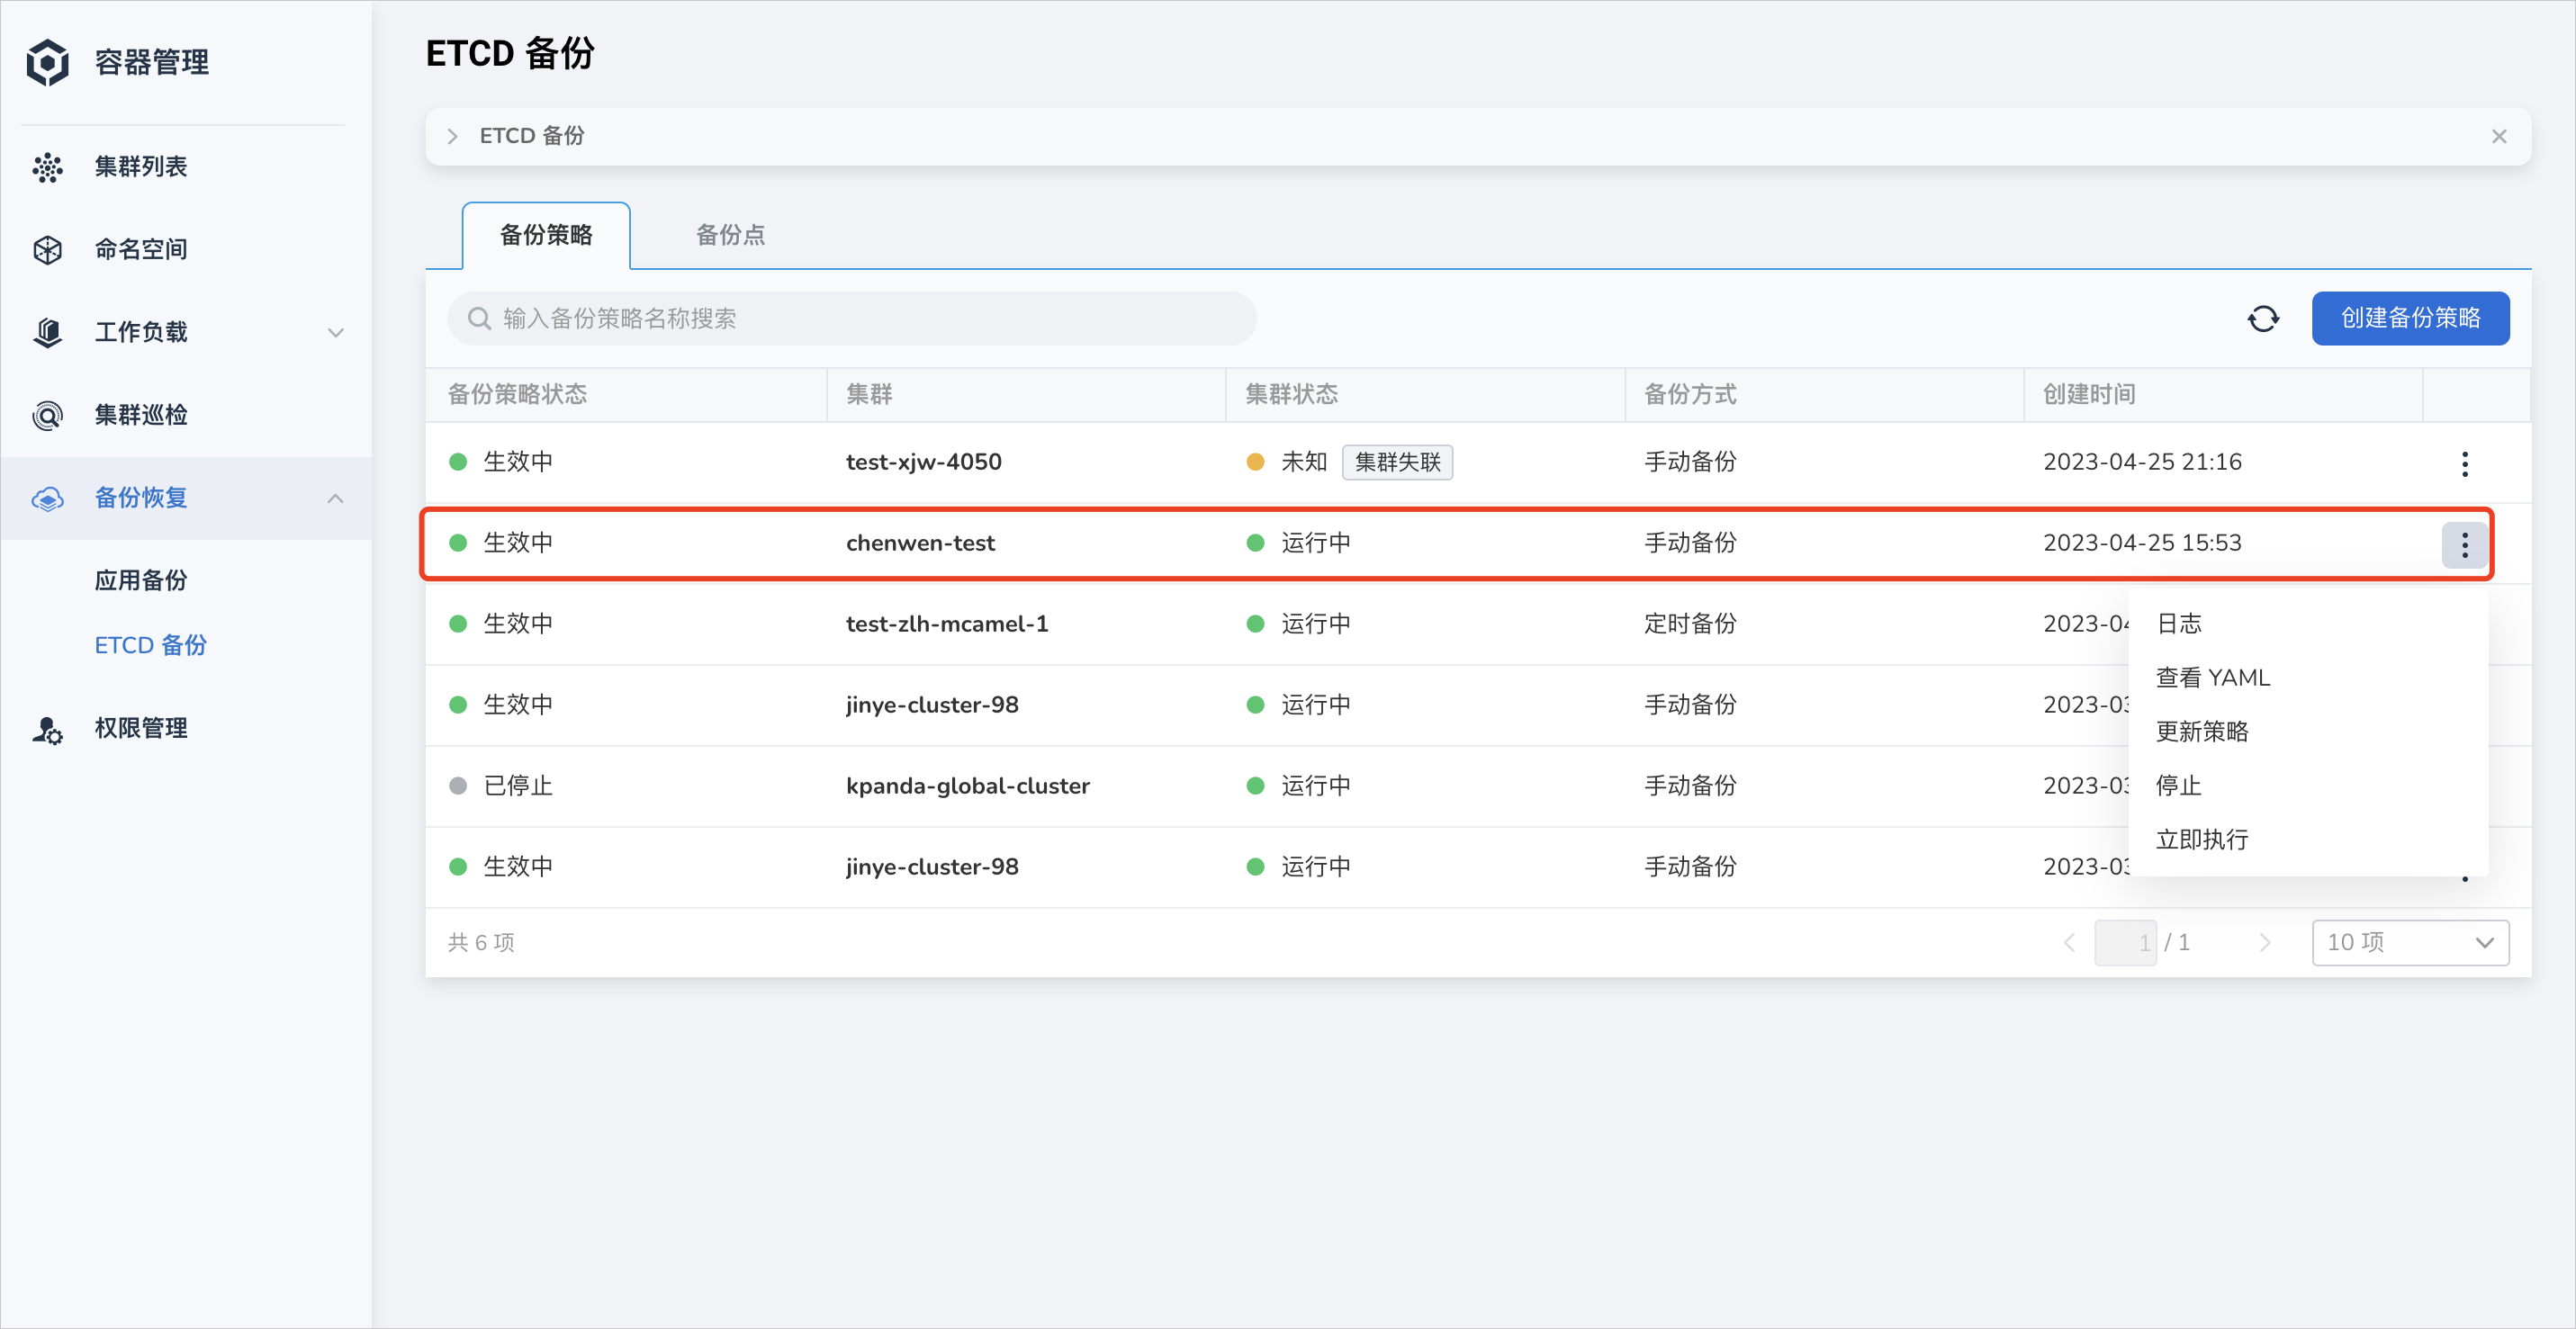 容器管理
集群列表
命名空间
工作负载
集群巡检
备份恢复
应用备份
ETCD 备份
权限管理
ETCD 备份
ETCD 备份
备份策略 备份点
输入备份策略名称搜索 创建备份策略
备份策略状态 集群 集群状态 备份方式 创建时间
生效中 test-xjw-4050 未知 集群失联 手动备份 2023-04-25 21:16
生效中 chenwen-test 运行中 手动备份 2023-04-25 15:53
生效中 test-zlh-mcamel-1 运行中 定时备份 2023-04
生效中 jinye-cluster-98 运行中 手动备份 2023-03
已停止 kpanda-global-cluster 运行中 手动备份 2023-03
生效中 jinye-cluster-98 运行中 手动备份 2023-03
日志
查看 YAML
更新策略
停止
立即执行
共 6 项 1 / 1 10 项